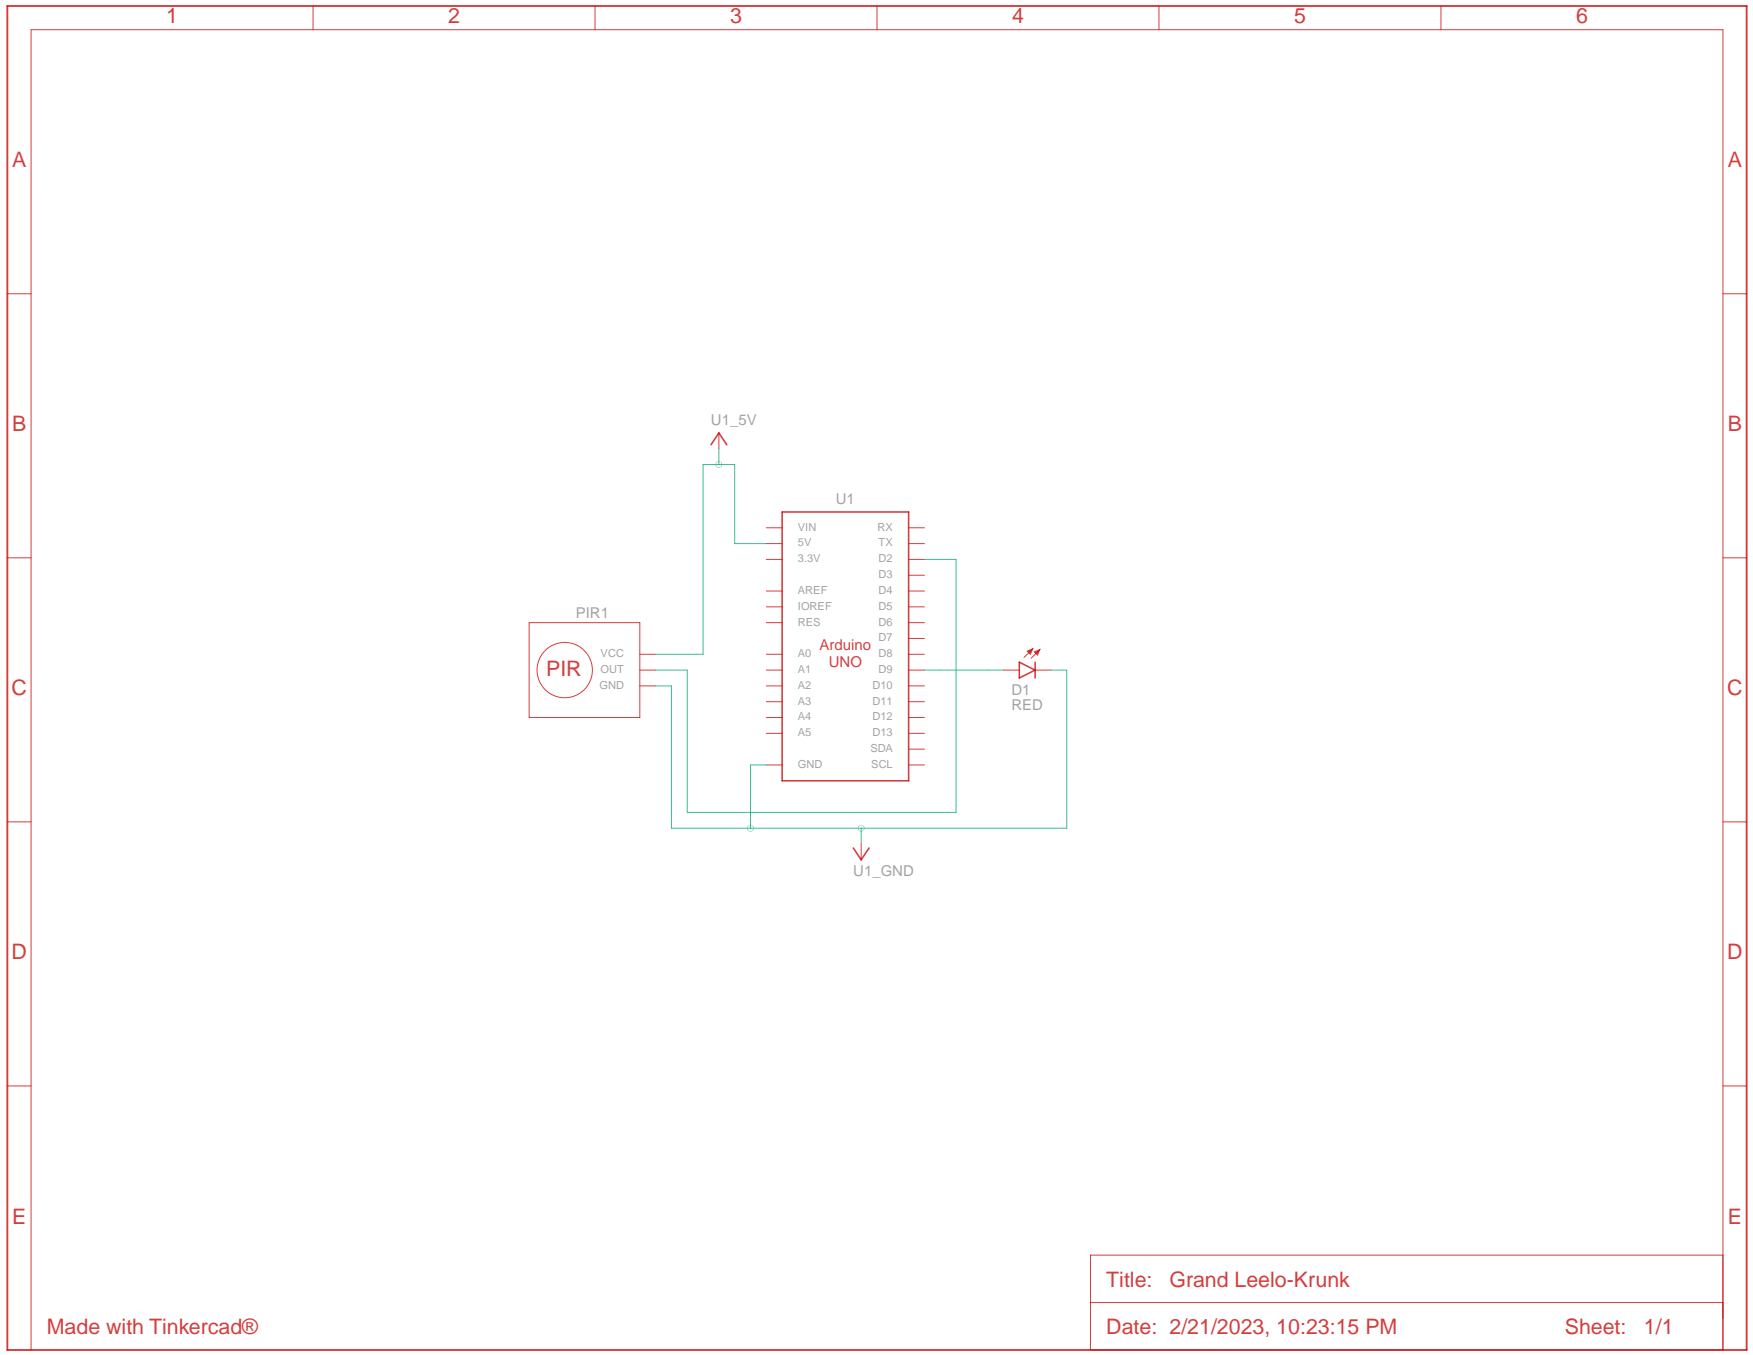 1 2 3 4 5 6
A A
B B
U1_5V
U1
VIN RX
5V TX
3.3V D2
D3
AREF D4
IOREF D5
RES D6
D7
Arduino
UNO
A0 D8
A1 D9
A2 D10
A3 D11
A4 D12
A5 D13
SDA
GND SCL
PIR1
PIR
VCC
OUT
GND
D1
RED
C C
U1_GND
D D
E E
Title: Grand Leelo-Krunk
Made with Tinkercad®
Date: 2/21/2023, 10:23:15 PM Sheet: 1/1